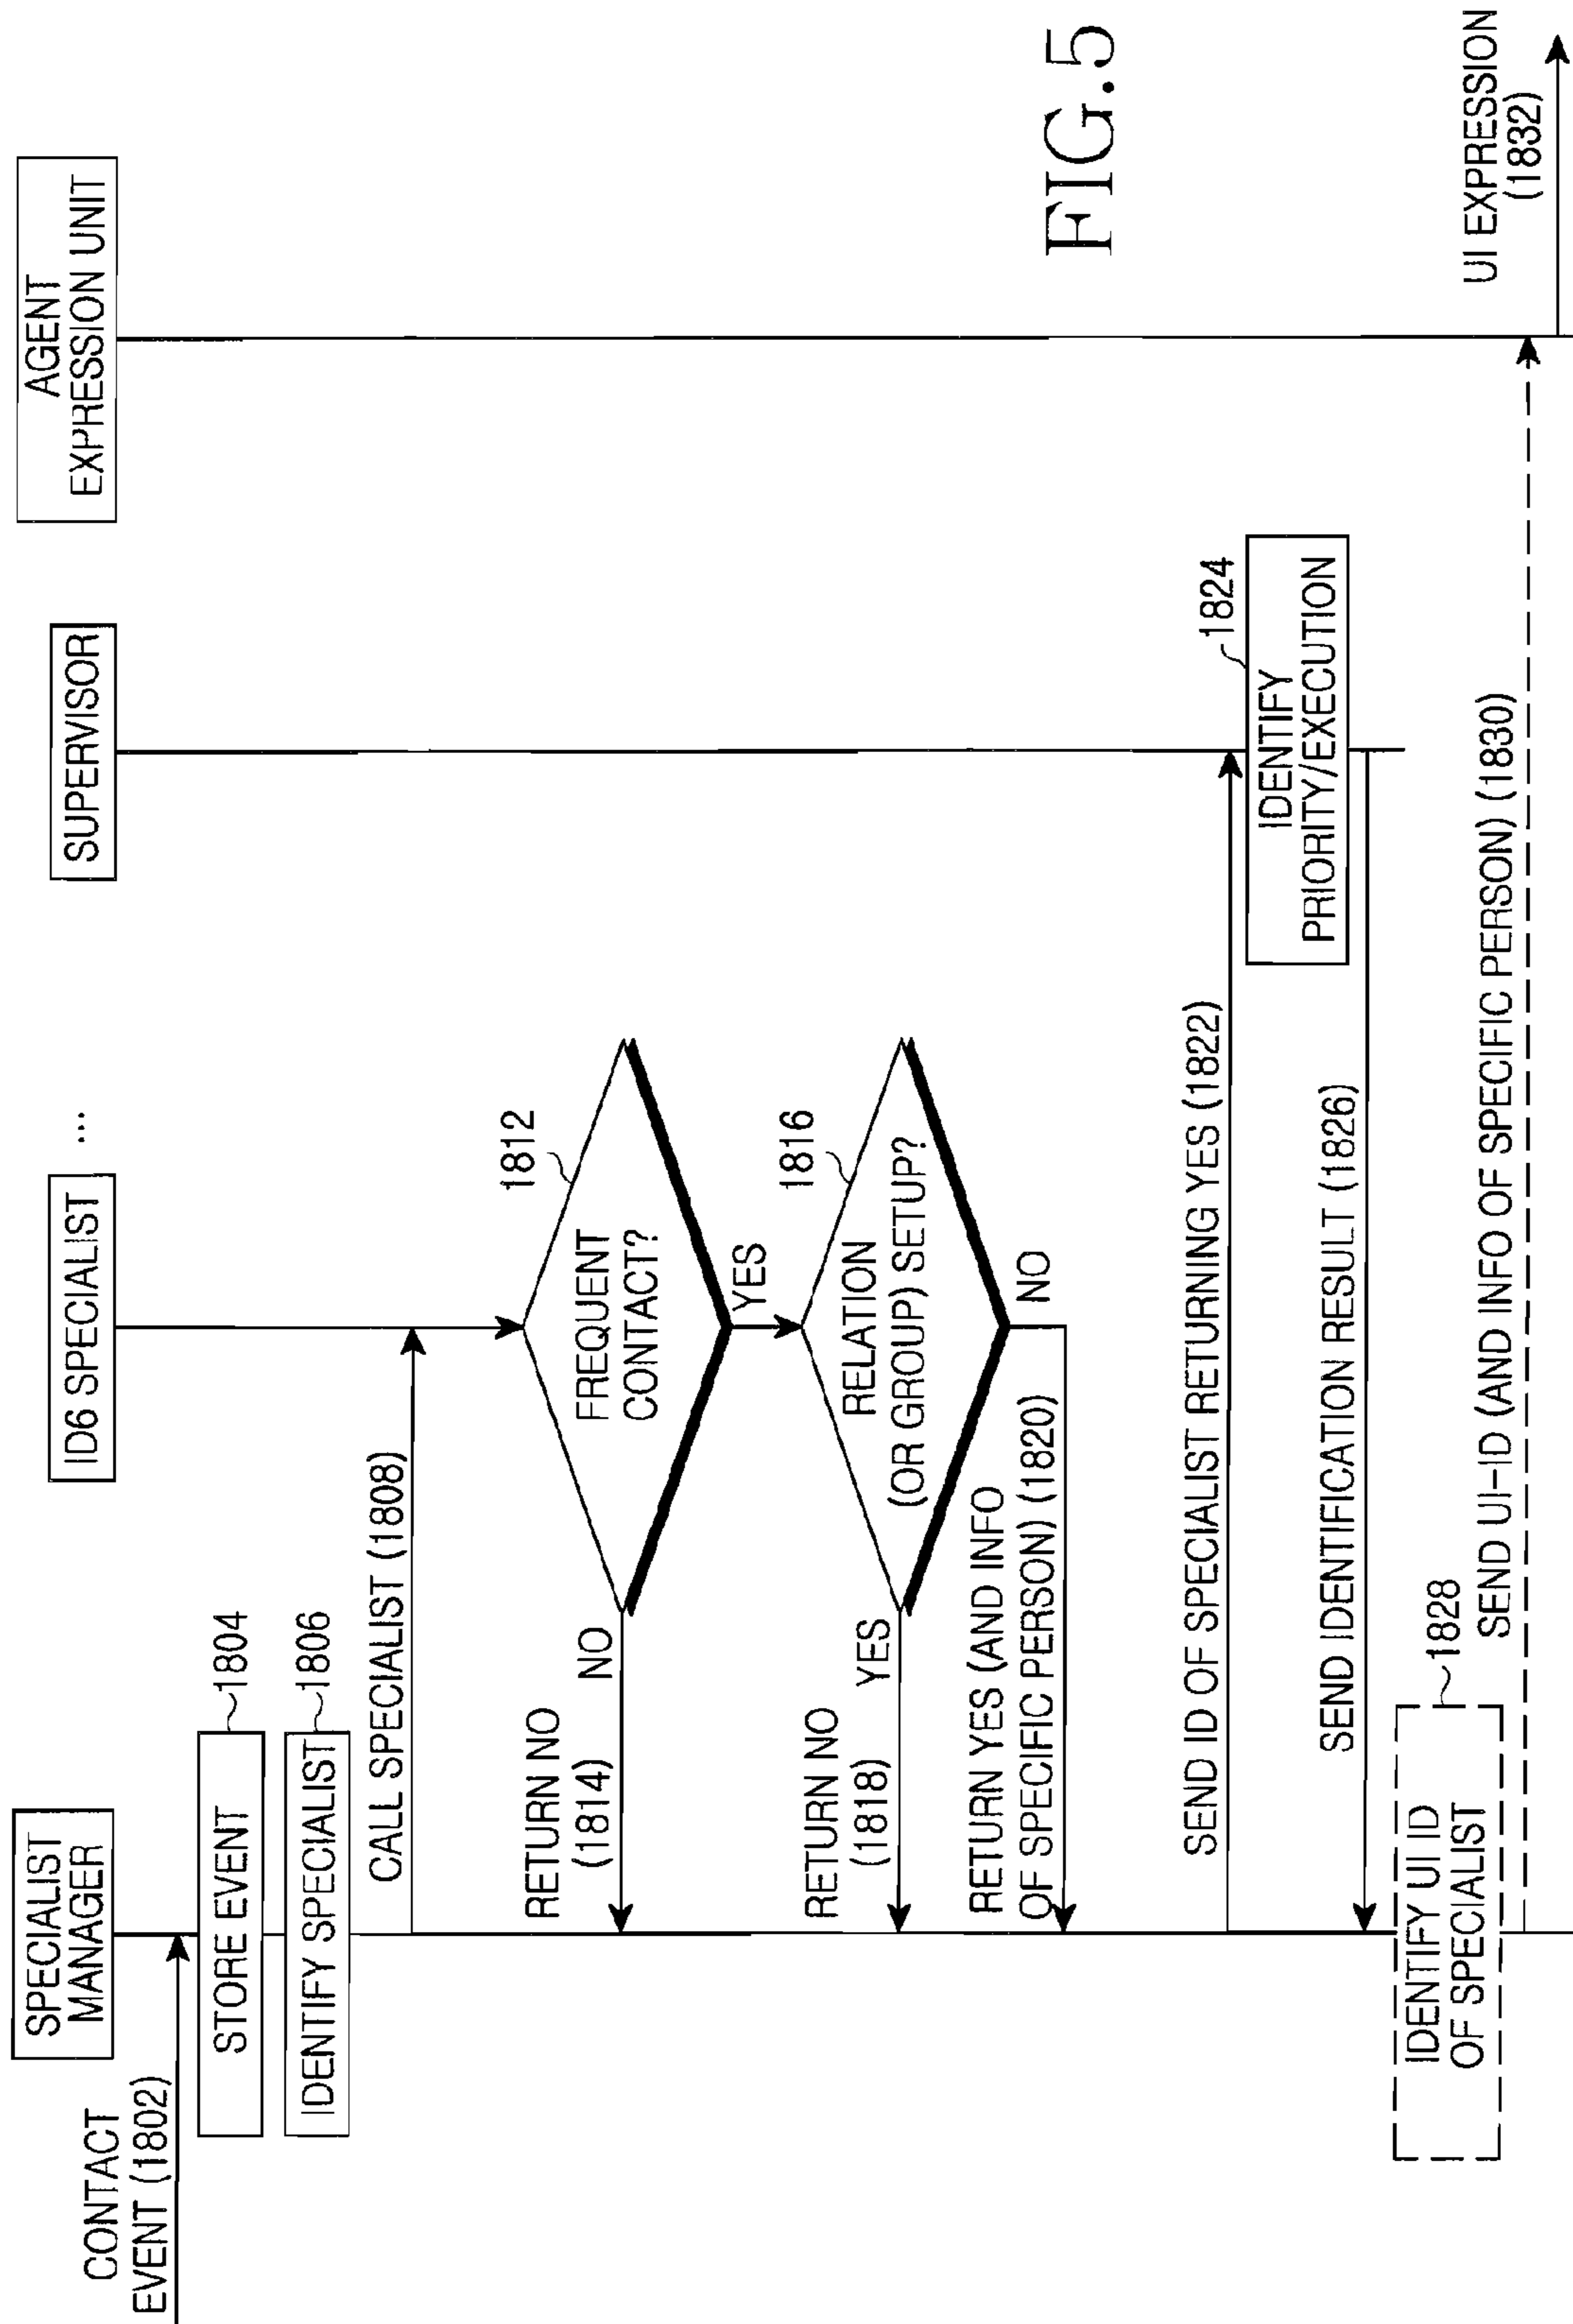 SPECIALIST
MANAGER
ID6 SPECIALIST
...
SUPERVISOR
AGENT
EXPRESSION UNIT
CONTACT
EVENT (1802)
STORE EVENT
1804
IDENTIFY SPECIALIST
1806
CALL SPECIALIST (1808)
FREQUENT
CONTACT?
1812
NO
RETURN NO
(1814)
YES
RELATION
(OR GROUP) SETUP?
1816
YES
RETURN NO
(1818)
NO
RETURN YES (AND INFO
OF SPECIFIC PERSON) (1820)
SEND ID OF SPECIALIST RETURNING YES (1822)
IDENTIFY
PRIORITY/EXECUTION
1824
SEND IDENTIFICATION RESULT (1826)
IDENTIFY UI ID
OF SPECIALIST
1828
SEND UI-ID (AND INFO OF SPECIFIC PERSON) (1830)
UI EXPRESSION
(1832)
FIG.5